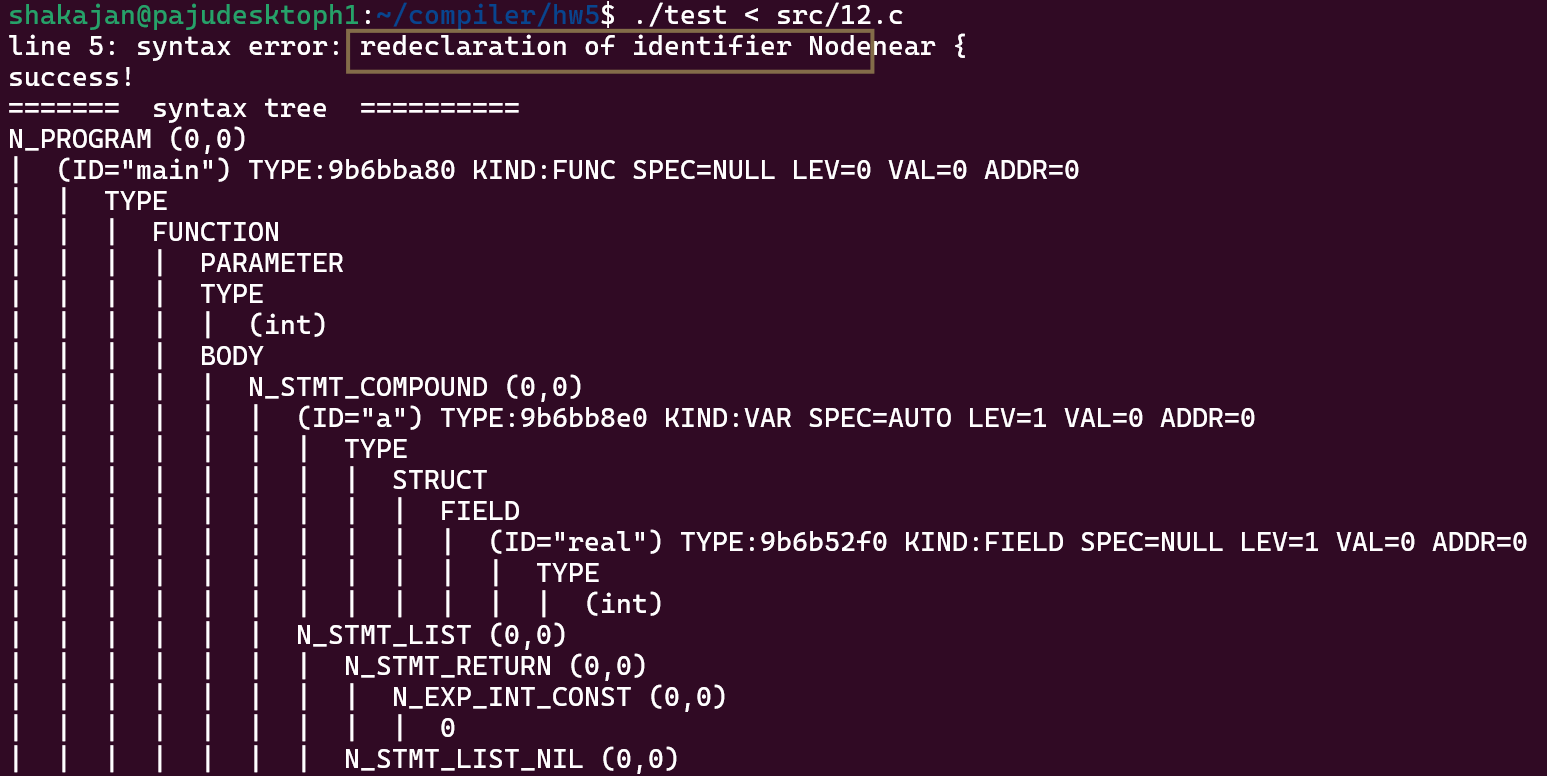 shakajan@pajudesktoph1:~/compiler/hw5$ ./test < src/12.c
line 5: syntax error: redeclaration of identifier Nodenear {
success!
=======  syntax tree  ==========
N_PROGRAM (0,0)
|  (ID="main") TYPE:9b6bba80 KIND:FUNC SPEC=NULL LEV=0 VAL=0 ADDR=0
|  |  TYPE
|  |  |  FUNCTION
|  |  |  |  PARAMETER
|  |  |  |  TYPE
|  |  |  |  |  (int)
|  |  |  |  BODY
|  |  |  |  |  N_STMT_COMPOUND (0,0)
|  |  |  |  |  |  (ID="a") TYPE:9b6bb8e0 KIND:VAR SPEC=AUTO LEV=1 VAL=0 ADDR=0
|  |  |  |  |  |  |  TYPE
|  |  |  |  |  |  |  |  STRUCT
|  |  |  |  |  |  |  |  |  FIELD
|  |  |  |  |  |  |  |  |  |  (ID="real") TYPE:9b6b52f0 KIND:FIELD SPEC=NULL LEV=1 VAL=0 ADDR=0
|  |  |  |  |  |  |  |  |  |  |  TYPE
|  |  |  |  |  |  |  |  |  |  |  |  (int)
|  |  |  |  |  |  N_STMT_LIST (0,0)
|  |  |  |  |  |  |  N_STMT_RETURN (0,0)
|  |  |  |  |  |  |  |  N_EXP_INT_CONST (0,0)
|  |  |  |  |  |  |  |  |  0
|  |  |  |  |  |  |  N_STMT_LIST_NIL (0,0)